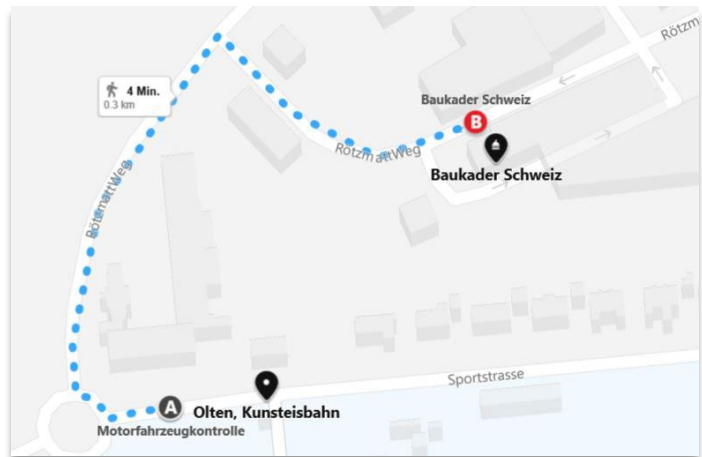 Rötzm
4 Min.
0.3 km
Baukader Schweiz
B
RötzmattWeg
Baukader Schweiz
RötzmattWeg
Sportstrasse
A
Olten, Kunsteisbahn
Motorfahrzeugkontrolle